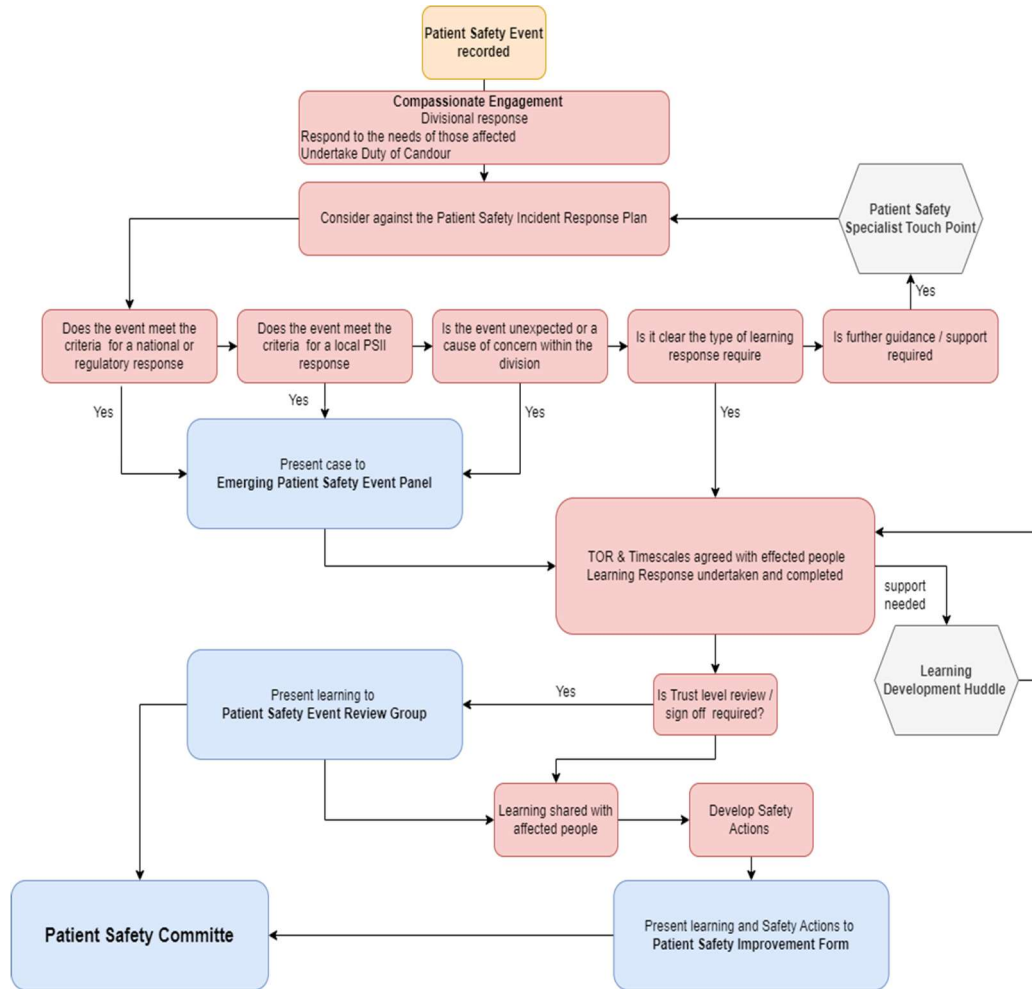 Patient Safety Event
recorded
Compassionate Engagement
Divisional response
Respond to the needs of those affected
Undertake Duty of Candour
Consider against the Patient Safety Incident Response Plan
Patient Safety
Specialist Touch Point
Yes
Does the event meet the
criteria for a national or
regulatory response
Does the event meet the
criteria for a local PSII
response
Is the event unexpected or a
cause of concern within the
division
Is it clear the type of learning
response require
Is further guidance / support
required
Yes
Yes
Yes
Yes
Present case to
Emerging Patient Safety Event Panel
TOR & Timescales agreed with effected people
Learning Response undertaken and completed
support
needed
Learning
Development Huddle
Present learning to
Patient Safety Event Review Group
Yes
Is Trust level review /
sign off required?
Learning shared with
affected people
Develop Safety
Actions
Patient Safety Committe
Present learning and Safety Actions to
Patient Safety Improvement Form